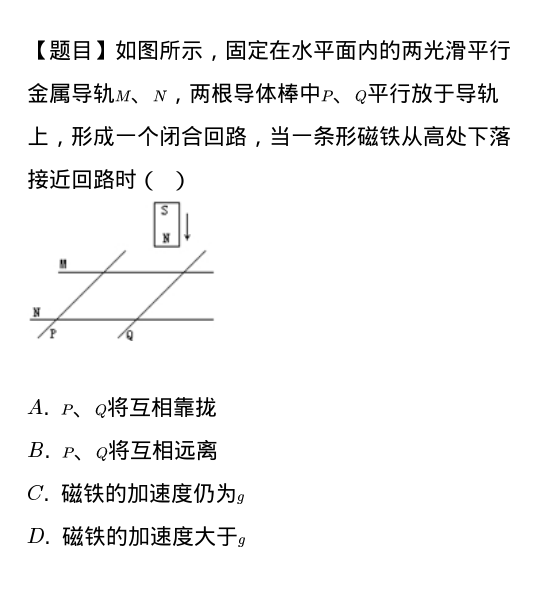 【题目】如图所示，固定在水平面内的两光滑平行
金属导轨M、N，两根导体棒中P、Q平行放于导轨
上，形成一个闭合回路，当一条形磁铁从高处下落
接近回路时（ ）
S
N
M
N
P
Q
A. P、Q将互相靠拢
B. P、Q将互相远离
C. 磁铁的加速度仍为g
D. 磁铁的加速度大于g